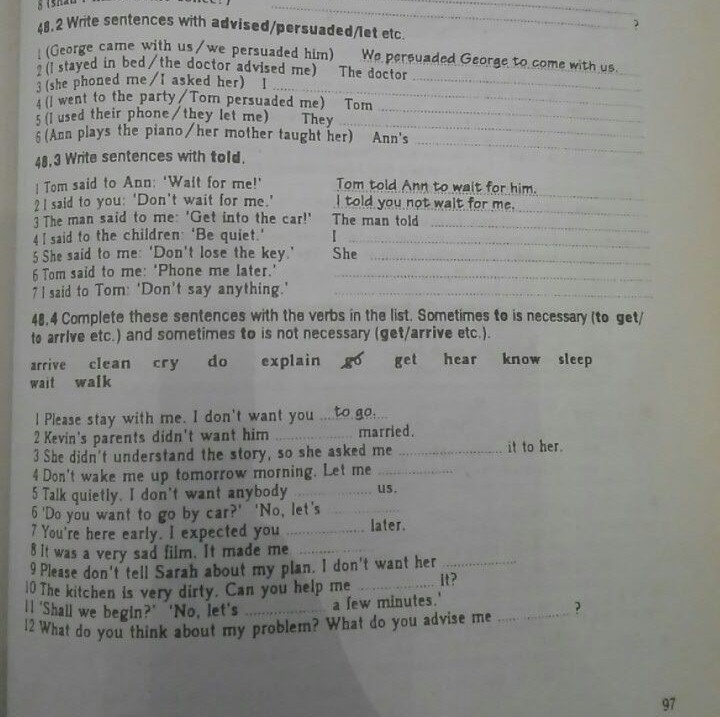 ?
48.2 Write sentences with advised/persuaded/let etc.
1 (George came with us/we persuaded him) We persuaded George to come with us.
2 (I stayed in bed/the doctor advised me) The doctor
3 (she phoned me/I asked her) I
4 (I went to the party/Tom persuaded me) Tom
5 (I used their phone/they let me) They
6 (Ann plays the piano/her mother taught her) Ann's
48.3 Write sentences with told.
1 Tom said to Ann: 'Wait for me!' Tom told Ann to wait for him.
2 I said to you: 'Don't wait for me.' I told you not wait for me.
3 The man said to me: 'Get into the car!' The man told
4 I said to the children: 'Be quiet.' I
5 She said to me: 'Don't lose the key.' She
6 Tom said to me: 'Phone me later.'
7 I said to Tom: 'Don't say anything.'
48.4 Complete these sentences with the verbs in the list. Sometimes to is necessary (to get/
to arrive etc.) and sometimes to is not necessary (get/arrive etc.).
arrive clean cry do explain go get hear know sleep
wait walk
1 Please stay with me. I don't want you ....to go....
2 Kevin's parents didn't want him .................. married.
3 She didn't understand the story, so she asked me ........................ it to her.
4 Don't wake me up tomorrow morning. Let me ..................
5 Talk quietly. I don't want anybody .................. us.
6 'Do you want to go by car?' 'No, let's ..................
7 You're here early. I expected you .................. later.
8 It was a very sad film. It made me ..................
9 Please don't tell Sarah about my plan. I don't want her ..................
10 The kitchen is very dirty. Can you help me .................. it?
11 'Shall we begin?' 'No, let's .................. a few minutes.'
12 What do you think about my problem? What do you advise me .................. ?
97